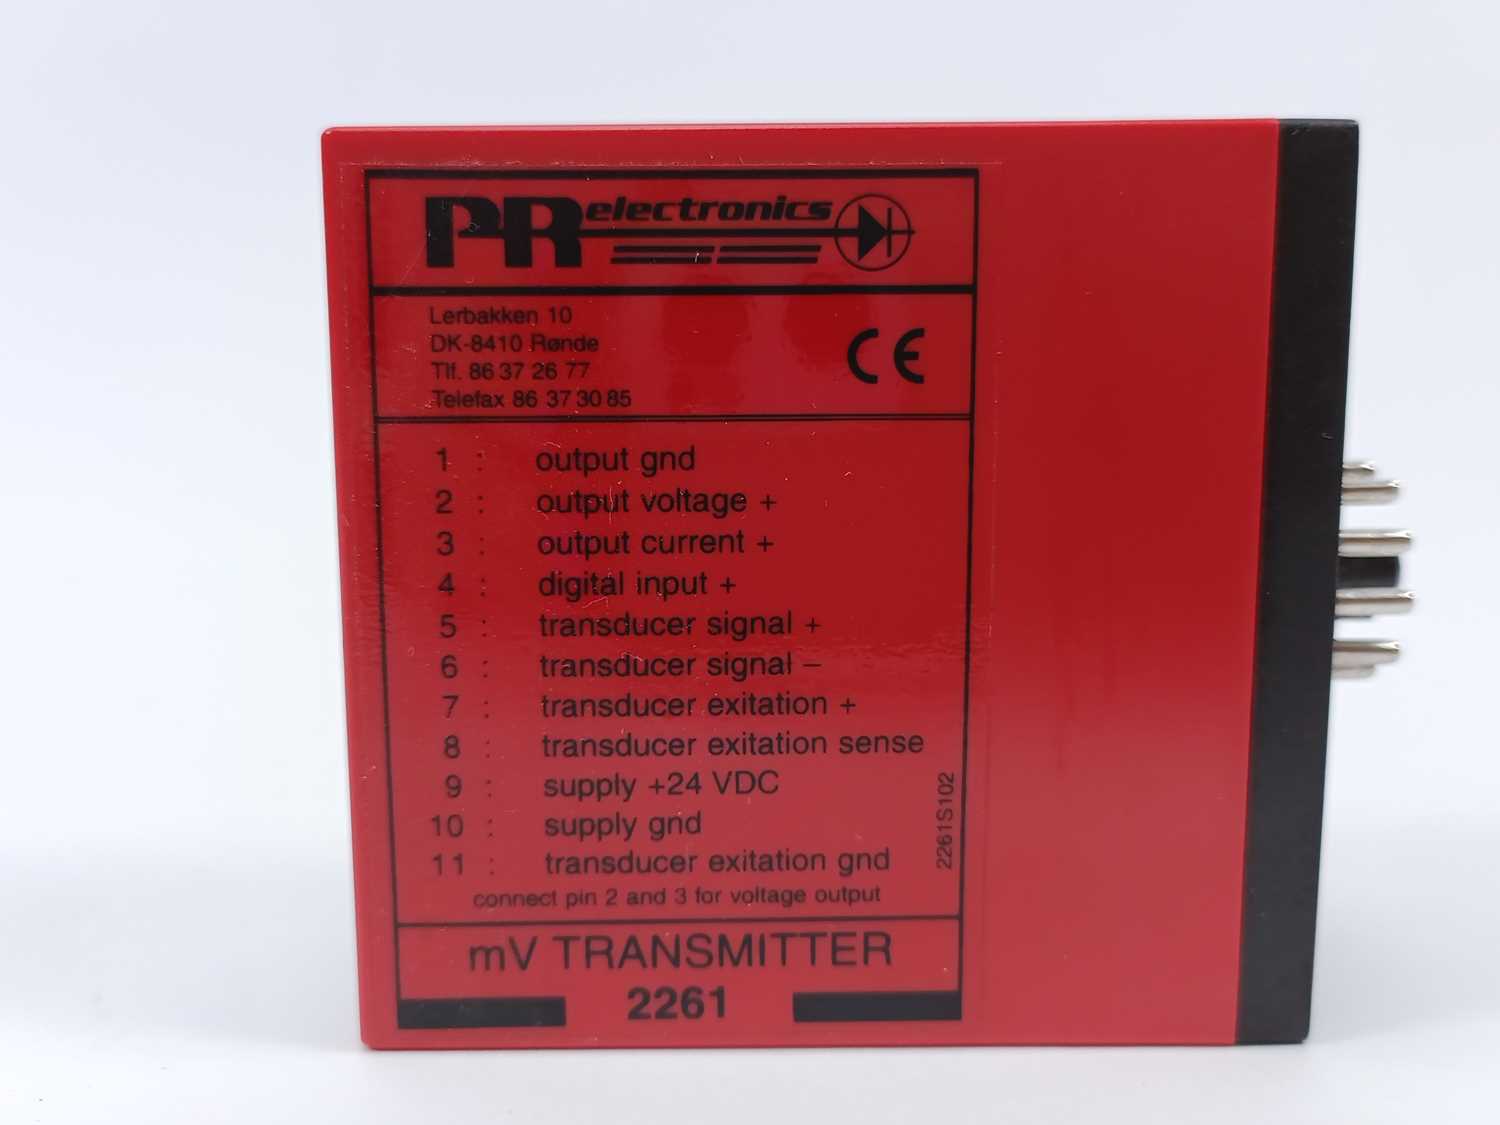 PR electronics
Lerbakken 10
DK-8410 Rønde
Tlf. 86 37 26 77
Telefax 86 37 30 85
CE
1 : output gnd
2 : output voltage +
3 : output current +
4 : digital input +
5 : transducer signal +
6 : transducer signal –
7 : transducer exitation +
8 : transducer exitation sense
9 : supply +24 VDC
10 : supply gnd
11 : transducer exitation gnd
connect pin 2 and 3 for voltage output
2261S102
mV TRANSMITTER
2261